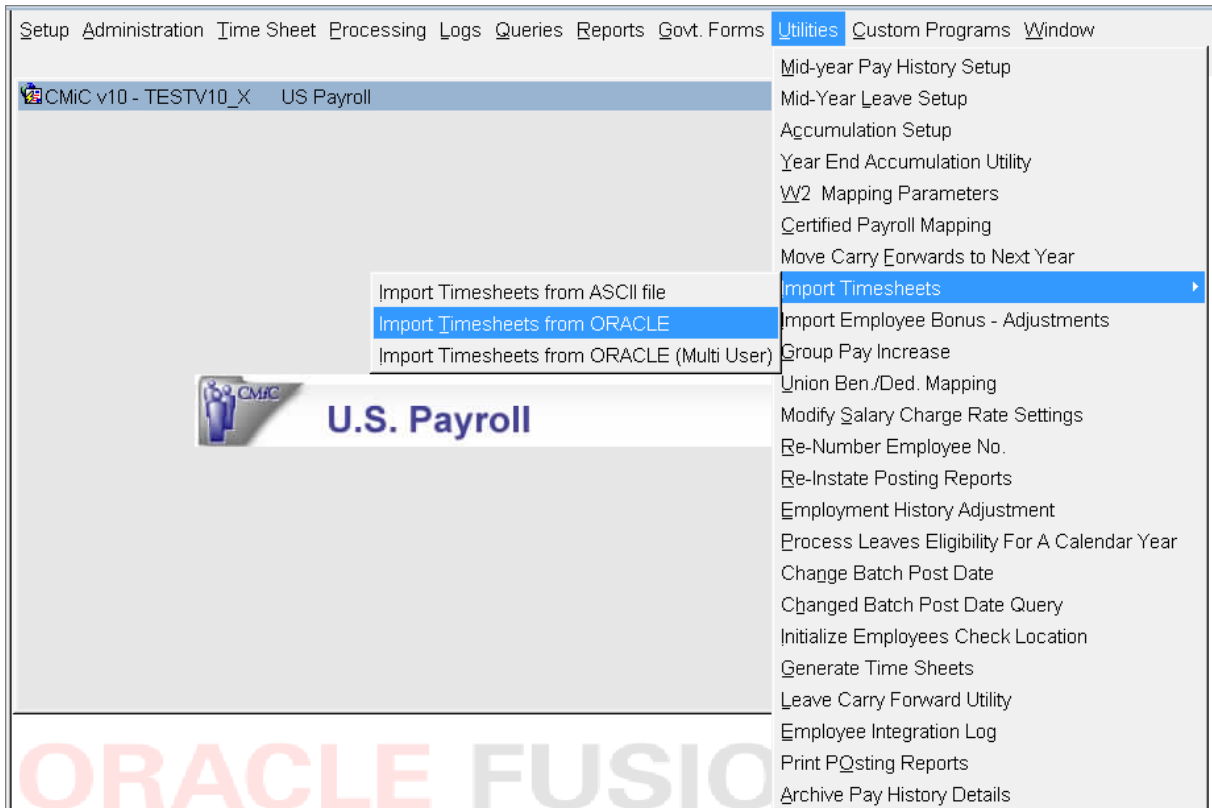 Setup Administration Time Sheet Processing Logs Queries Reports Govt. Forms Utilities Custom Programs Window
CMiC v10 - TESTV10_X US Payroll
Mid-year Pay History Setup
Mid-Year Leave Setup
Accumulation Setup
Year End Accumulation Utility
W2 Mapping Parameters
Certified Payroll Mapping
Move Carry Forwards to Next Year
Import Timesheets
Import Timesheets from ASCII file
Import Timesheets from ORACLE
Import Timesheets from ORACLE (Multi User)
Import Employee Bonus - Adjustments
Group Pay Increase
Union Ben./Ded. Mapping
Modify Salary Charge Rate Settings
Re-Number Employee No.
Re-Instate Posting Reports
Employment History Adjustment
Process Leaves Eligibility For A Calendar Year
Change Batch Post Date
Changed Batch Post Date Query
Initialize Employees Check Location
Generate Time Sheets
Leave Carry Forward Utility
Employee Integration Log
Print POsting Reports
Archive Pay History Details
CMiC
U.S. Payroll
ORACLE FUSIO